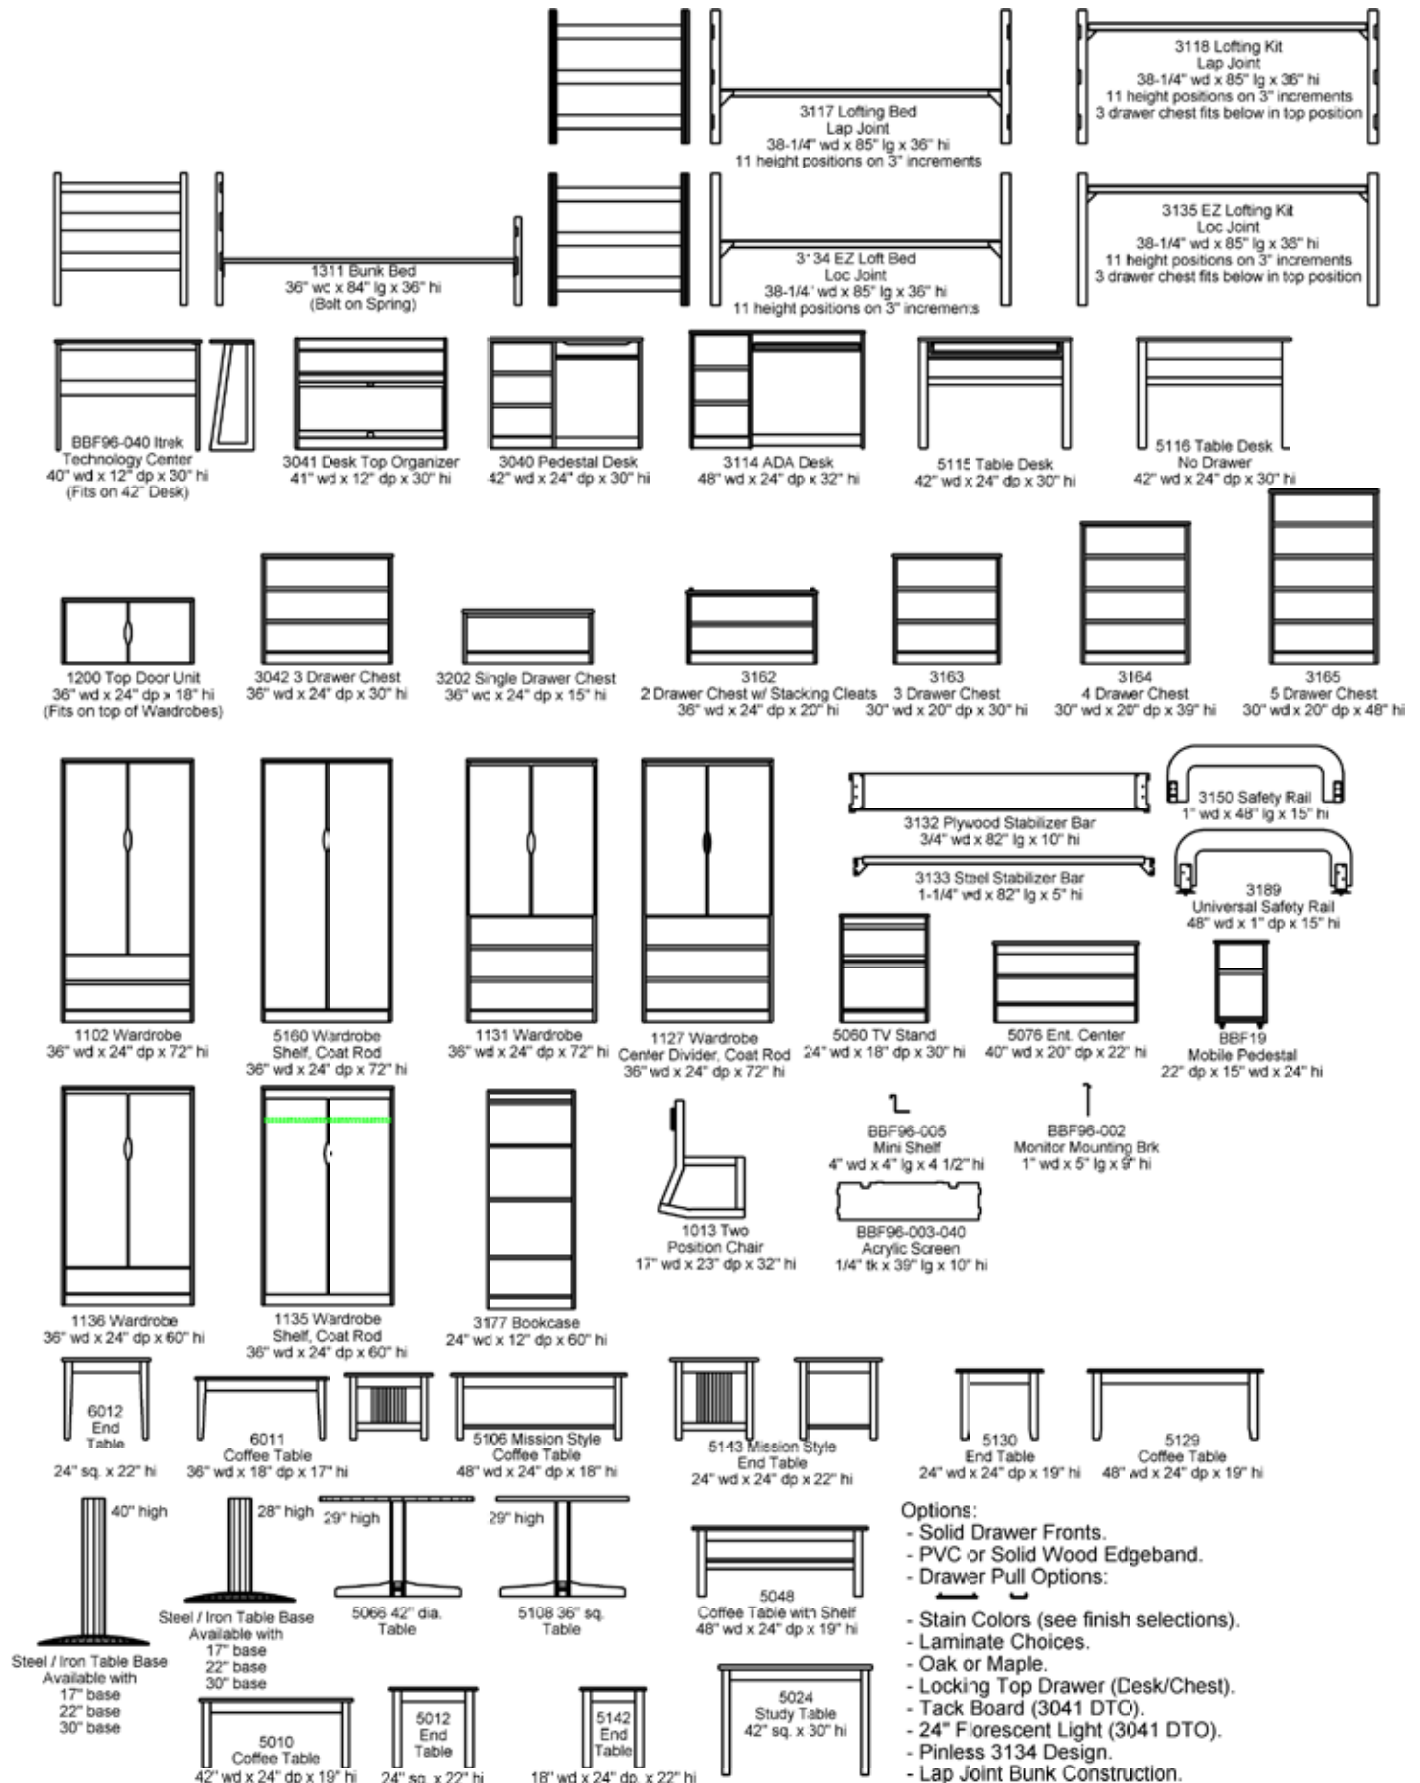 3117 Lofting Bed
Lap Joint
38-1/4" wd x 85" lg x 36" hi
11 height positions on 3" increments
3118 Lofting Kit
Lap Joint
38-1/4" wd x 85" lg x 36" hi
11 height positions on 3" increments
3 drawer chest fits below in top position
1311 Bunk Bed
36" wd x 84" lg x 36" hi
(Bolt on Spring)
3134 EZ Loft Bed
Loc Joint
38-1/4' wd x 85" lg x 36" hi
11 height positions on 3" increments
3135 EZ Lofting Kit
Loc Joint
38-1/4" wd x 85" lg x 36" hi
11 height positions on 3" increments
3 drawer chest fits below in top position
BBF96-040 Itrek
Technology Center
40" wd x 12" dp x 30" hi
(Fits on 42" Desk)
3041 Desk Top Organizer
41" wd x 12" dp x 30" hi
3040 Pedestal Desk
42" wd x 24" dp x 30" hi
3114 ADA Desk
48" wd x 24" dp x 32" hi
5115 Table Desk
42" wd x 24" dp x 30" hi
5116 Table Desk
No Drawer
42" wd x 24" dp x 30" hi
1200 Top Door Unit
36" wd x 24" dp x 18" hi
(Fits on top of Wardrobes)
3042 3 Drawer Chest
36" wd x 24" dp x 30" hi
3202 Single Drawer Chest
36" wd x 24" dp x 15" hi
3162
2 Drawer Chest w/ Stacking Cleats
36" wd x 24" dp x 20" hi
3163
3 Drawer Chest
30" wd x 20" dp x 30" hi
3164
4 Drawer Chest
30" wd x 20" dp x 39" hi
3165
5 Drawer Chest
30" wd x 20" dp x 48" hi
3132 Plywood Stabilizer Bar
3/4" wd x 82" lg x 10" hi
3150 Safety Rail
1" wd x 48" lg x 15" hi
3133 Steel Stabilizer Bar
1-1/4" wd x 82" lg x 5" hi
3189
Universal Safety Rail
48" wd x 1" dp x 15" hi
1102 Wardrobe
36" wd x 24" dp x 72" hi
5160 Wardrobe
Shelf, Coat Rod
36" wd x 24" dp x 72" hi
1131 Wardrobe
36" wd x 24" dp x 72" hi
1127 Wardrobe
Center Divider, Coat Rod
36" wd x 24" dp x 72" hi
5060 TV Stand
24" wd x 18" dp x 30" hi
5076 Ent. Center
40" wd x 20" dp x 22" hi
BBF19
Mobile Pedestal
22" dp x 15" wd x 24" hi
BBF96-005
Mini Shelf
4" wd x 4" lg x 4 1/2" hi
BBF96-002
Monitor Mounting Brk
1" wd x 5" lg x 9" hi
1013 Two
Position Chair
17" wd x 23" dp x 32" hi
BBF96-003-040
Acrylic Screen
1/4" tk x 39" lg x 10" hi
1136 Wardrobe
36" wd x 24" dp x 60" hi
1135 Wardrobe
Shelf, Coat Rod
36" wd x 24" dp x 60" hi
3177 Bookcase
24" wd x 12" dp x 60" hi
6012
End
Table
24" sq. x 22" hi
6011
Coffee Table
36" wd x 18" dp x 17" hi
5106 Mission Style
Coffee Table
48" wd x 24" dp x 18" hi
5143 Mission Style
End Table
24" wd x 24" dp x 22" hi
5130
End Table
24" wd x 24" dp x 19" hi
5129
Coffee Table
48" wd x 24" dp x 19" hi
40" high
Steel / Iron Table Base
Available with
17" base
22" base
30" base
28" high
Steel / Iron Table Base
Available with
17" base
22" base
30" base
29" high
5066 42" dia.
Table
29" high
5108 36" sq.
Table
5048
Coffee Table with Shelf
48" wd x 24" dp x 19" hi
5010
Coffee Table
42" wd x 24" dp x 19" hi
5012
End
Table
24" sq. x 22" hi
5142
End
Table
18" wd x 24" dp. x 22" hi
5024
Study Table
42" sq. x 30" hi
Options:
- Solid Drawer Fronts.
- PVC or Solid Wood Edgeband.
- Drawer Pull Options:
- Stain Colors (see finish selections).
- Laminate Choices.
- Oak or Maple.
- Locking Top Drawer (Desk/Chest).
- Tack Board (3041 DTO).
- 24" Florescent Light (3041 DTO).
- Pinless 3134 Design.
- Lap Joint Bunk Construction.